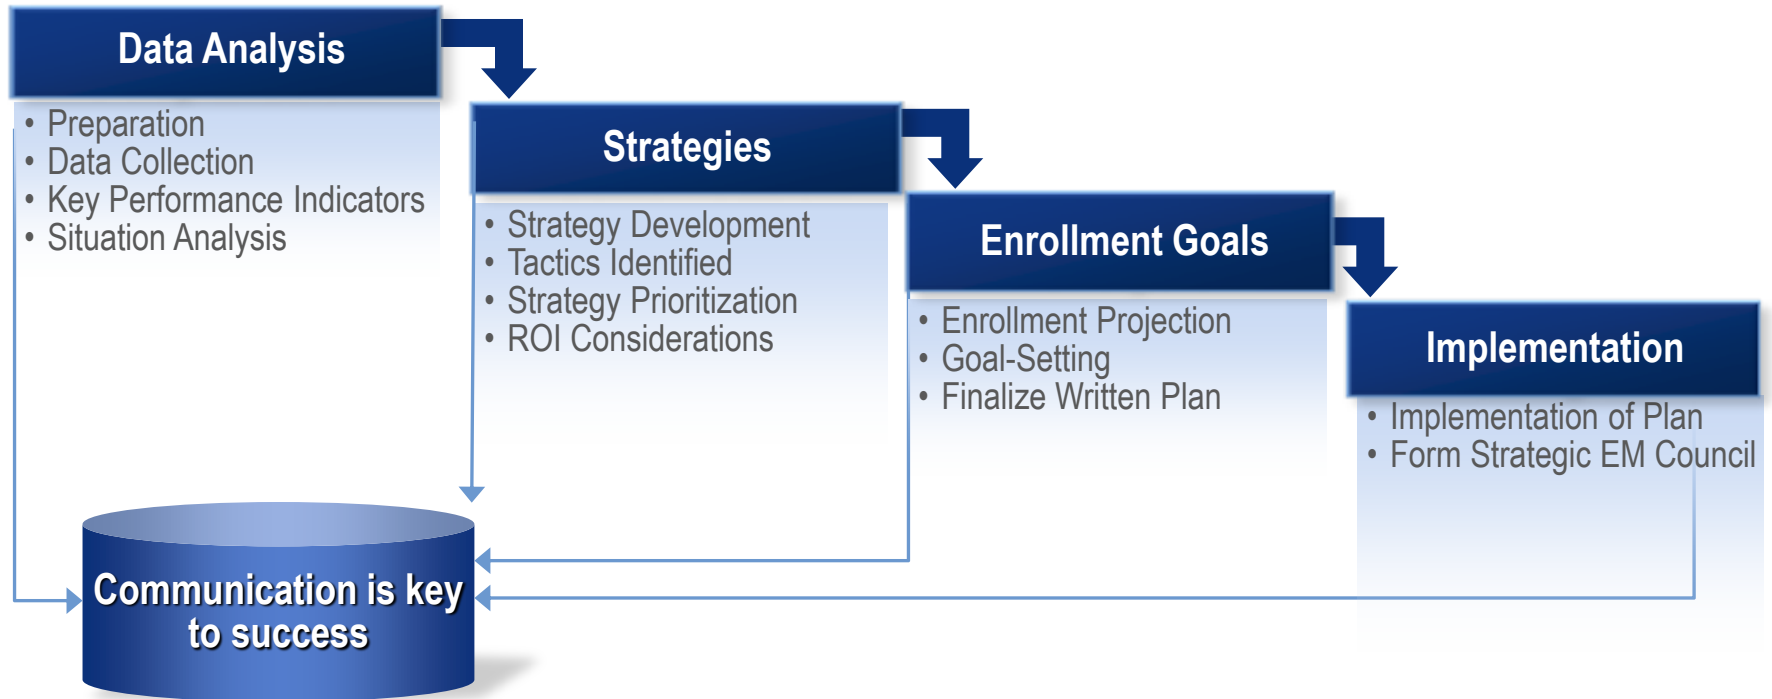 Data Analysis
• Preparation
• Data Collection
• Key Performance Indicators
• Situation Analysis
Strategies
• Strategy Development
• Tactics Identified
• Strategy Prioritization
• ROI Considerations
Enrollment Goals
• Enrollment Projection
• Goal-Setting
• Finalize Written Plan
Implementation
• Implementation of Plan
• Form Strategic EM Council
Communication is key
to success